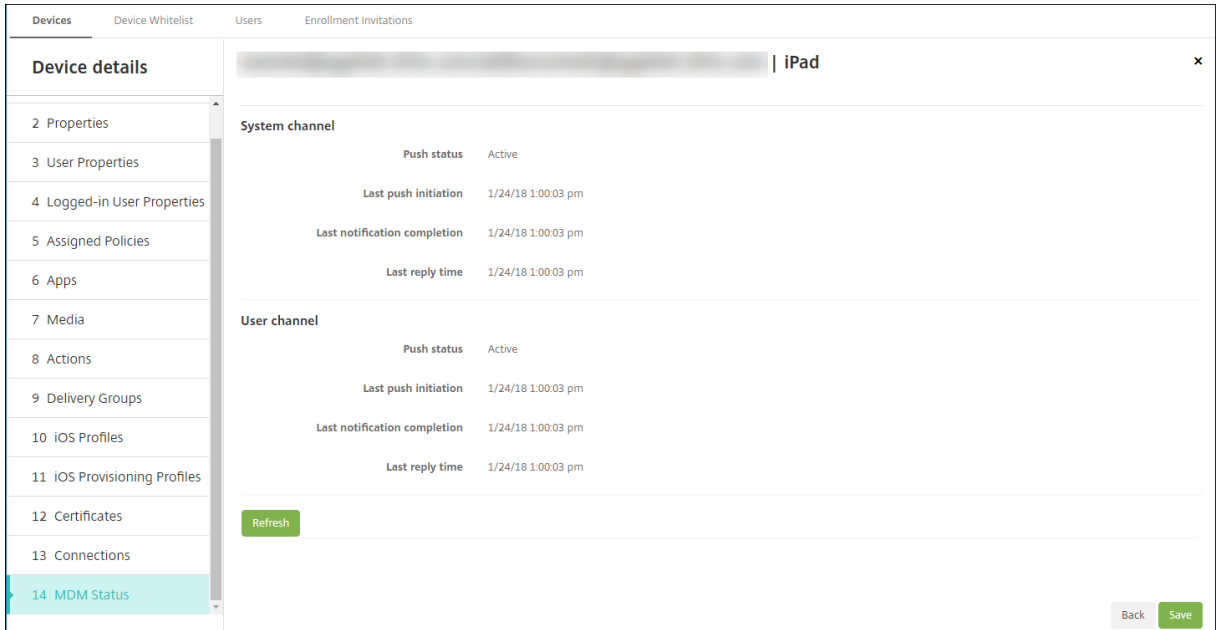 Devices Device Whitelist Users Enrollment Invitations
Device details
| iPad
×
2 Properties
3 User Properties
4 Logged-in User Properties
5 Assigned Policies
6 Apps
7 Media
8 Actions
9 Delivery Groups
10 iOS Profiles
11 iOS Provisioning Profiles
12 Certificates
13 Connections
14 MDM Status
System channel
Push status Active
Last push initiation 1/24/18 1:00:03 pm
Last notification completion 1/24/18 1:00:03 pm
Last reply time 1/24/18 1:00:03 pm
User channel
Push status Active
Last push initiation 1/24/18 1:00:03 pm
Last notification completion 1/24/18 1:00:03 pm
Last reply time 1/24/18 1:00:03 pm
Refresh
Back Save